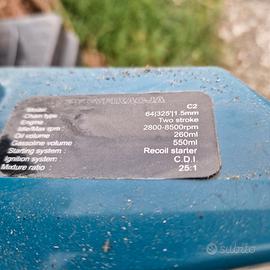 SPECYFIKACJA
Model C2
Chain type 64|325'|1.5mm
Engine Two stroke
Idle/Max rpm : 2800-8500rpm
Oil volume 260ml
Gasoline volume 550ml
Starting system : Recoil starter
Ignition system: C.D.I.
Mixture ratio : 25:1
subito